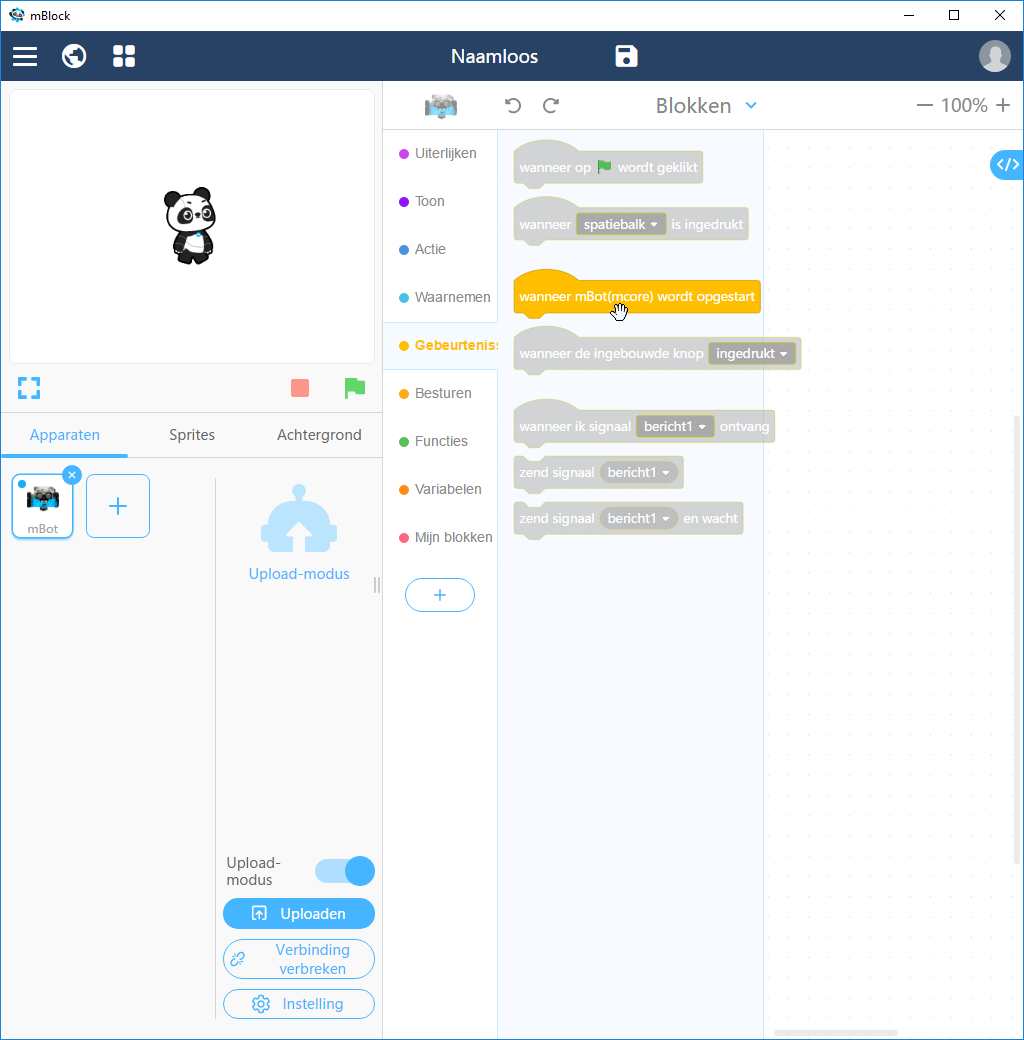 mBlock
Naamloos
Blokken
100%
Uiterlijken
Toon
Actie
Waarnemen
Gebeurtenis
Besturen
Functies
Variabelen
Mijn blokken
+
wanneer op wordt geklikt
wanneer spatiebalk is ingedrukt
wanneer mBot(mcore) wordt opgestart
wanneer de ingebouwde knop ingedrukt
wanneer ik signaal bericht1 ontvang
zend signaal bericht1
zend signaal bericht1 en wacht
</>
Apparaten
Sprites
Achtergrond
mBot
+
Upload-modus
Upload-
modus
Uploaden
Verbinding
verbreken
Instelling